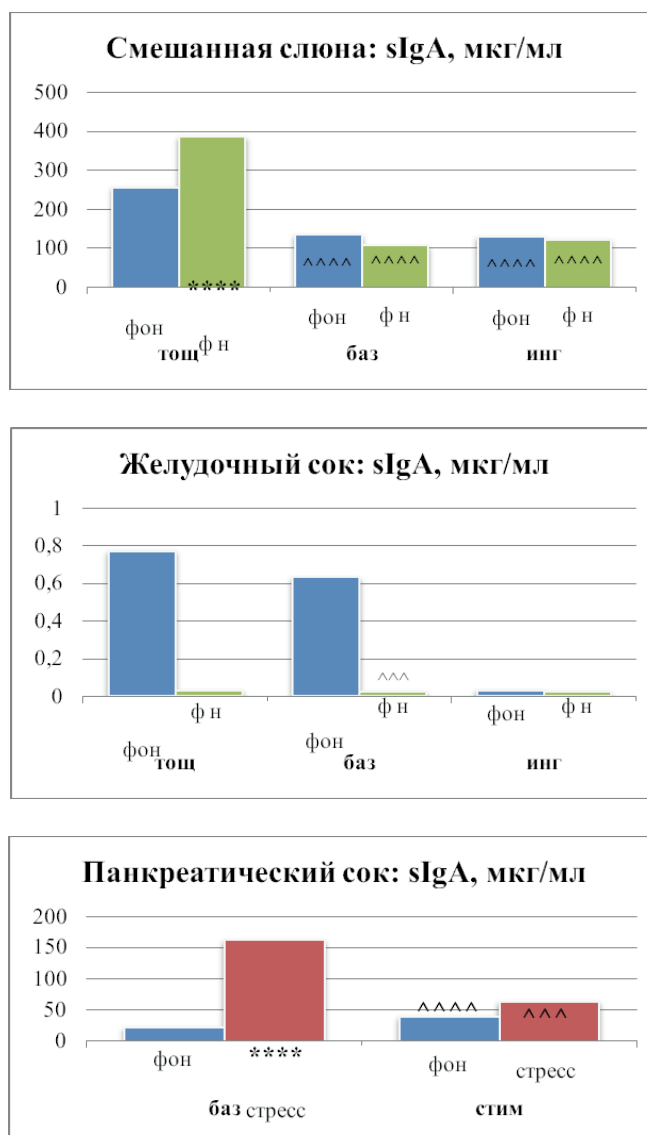 Смешанная слюна: sIgA, мкг/мл
500
400
300
200
100
0
^^^^ ^^^^ ^^^^ ^^^^
****
фон ф н фон ф н фон ф н
тощ баз инг
Желудочный сок: sIgA, мкг/мл
1
0,8
0,6
0,4
0,2
0
^^^
фон ф н фон ф н фон ф н
тощ баз инг
Панкреатический сок: sIgA, мкг/мл
200
150
100
50
0
^^^^ ^^^
фон **** фон стресс
баз стресс стим